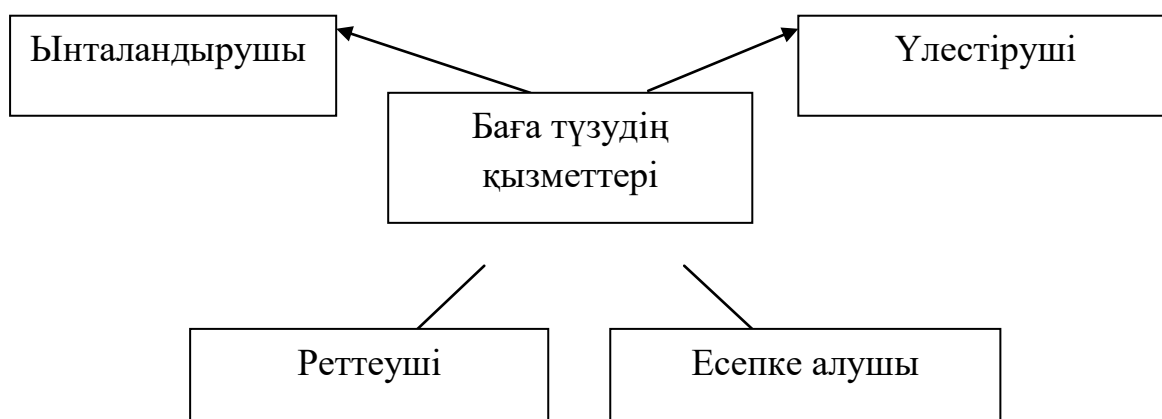 Ынталандырушы
Үлестіруші
Баға түзудің
қызметтері
Реттеуші
Есепке алушы